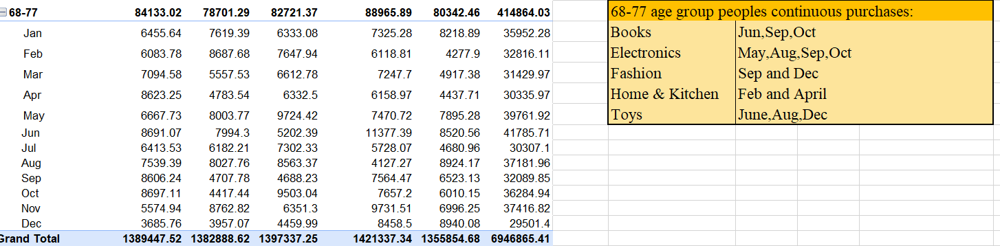 68-77 84133.02 78701.29 82721.37 88965.89 80342.46 414864.03
Jan 6455.64 7619.39 6333.08 7325.28 8218.89 35952.28
Feb 6083.78 8687.68 7647.94 6118.81 4277.9 32816.11
Mar 7094.58 5557.53 6612.78 7247.7 4917.38 31429.97
Apr 8623.25 4783.54 6332.5 6158.97 4437.71 30335.97
May 6667.73 8003.77 9724.42 7470.72 7895.28 39761.92
Jun 8691.07 7994.3 5202.39 11377.39 8520.56 41785.71
Jul 6413.53 6182.21 7302.33 5728.07 4680.96 30307.1
Aug 7539.39 8027.76 8563.37 4127.27 8924.17 37181.96
Sep 8606.24 4707.78 4688.23 7564.47 6523.13 32089.85
Oct 8697.11 4417.44 9503.04 7657.2 6010.15 36284.94
Nov 5574.94 8762.82 6351.3 9731.51 6996.25 37416.82
Dec 3685.76 3957.07 4459.99 8458.5 8940.08 29501.4
Grand Total 1389447.52 1382888.62 1397337.25 1421337.34 1355854.68 6946865.41
68-77 age group peoples continuous purchases:
Books Jun,Sep,Oct
Electronics May,Aug,Sep,Oct
Fashion Sep and Dec
Home & Kitchen Feb and April
Toys June,Aug,Dec